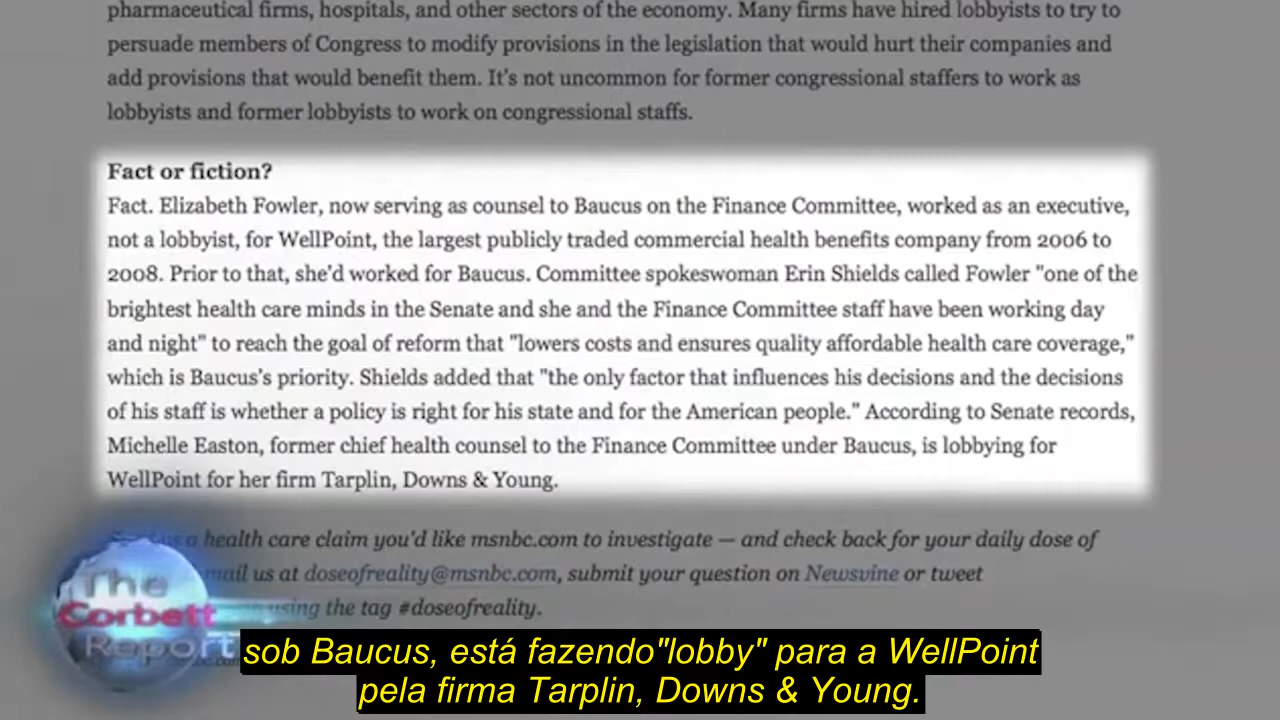 pharmaceutical firms, hospitals, and other sectors of the economy. Many firms have hired lobbyists to try to
persuade members of Congress to modify provisions in the legislation that would hurt their companies and
add provisions that would benefit them. It's not uncommon for former congressional staffers to work as
lobbyists and former lobbyists to work on congressional staffs.
Fact or fiction?
Fact. Elizabeth Fowler, now serving as counsel to Baucus on the Finance Committee, worked as an executive,
not a lobbyist, for WellPoint, the largest publicly traded commercial health benefits company from 2006 to
2008. Prior to that, she'd worked for Baucus. Committee spokeswoman Erin Shields called Fowler "one of the
brightest health care minds in the Senate and she and the Finance Committee staff have been working day
and night" to reach the goal of reform that "lowers costs and ensures quality affordable health care coverage,"
which is Baucus's priority. Shields added that "the only factor that influences his decisions and the decisions
of his staff is whether a policy is right for his state and for the American people." According to Senate records,
Michelle Easton, former chief health counsel to the Finance Committee under Baucus, is lobbying for
WellPoint for her firm Tarplin, Downs & Young.
a health care claim you'd like msnbc.com to investigate — and check back for your daily dose of
mail us at doseofreality@msnbc.com, submit your question on Newsvine or tweet
using the tag #doseofreality.
The
Corbett
Report
sob Baucus, está fazendo"lobby" para a WellPoint
pela firma Tarplin, Downs & Young.